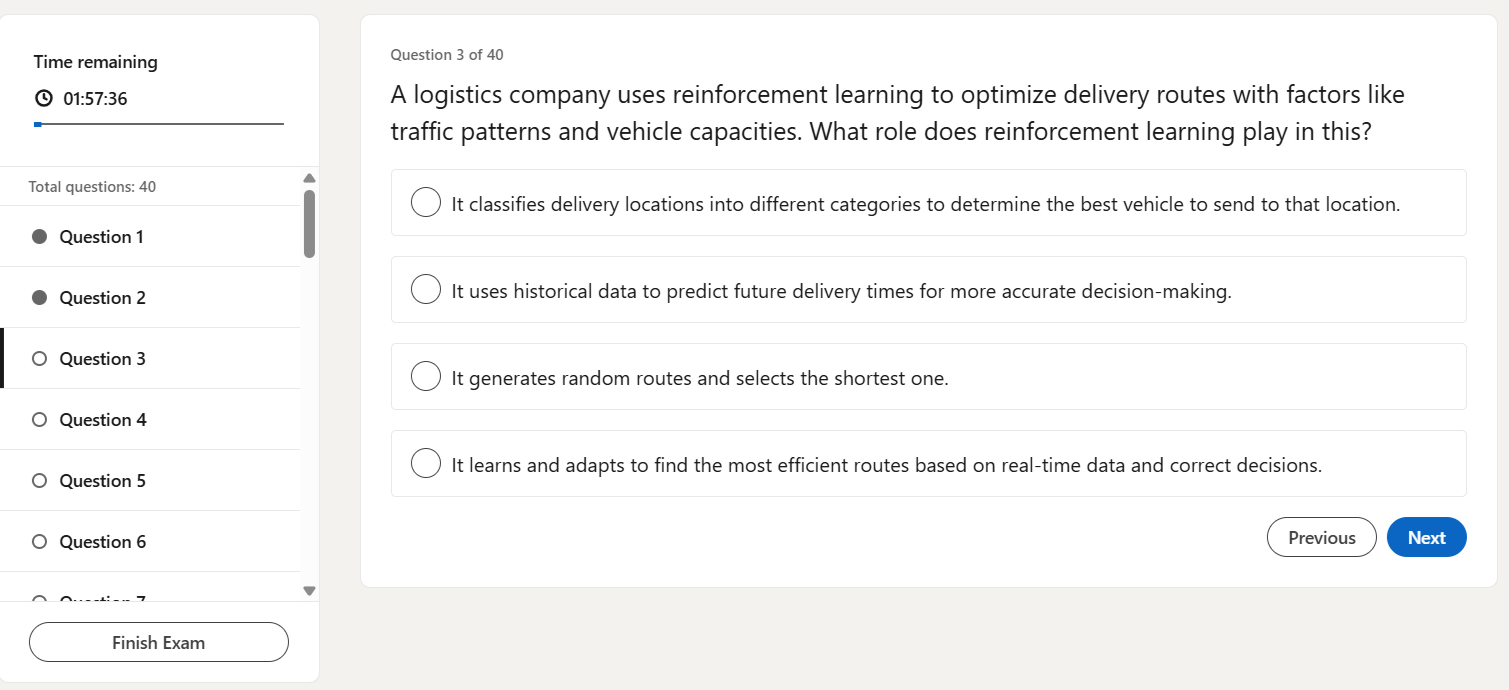 Time remaining
01:57:36
Total questions: 40
Question 1
Question 2
Question 3
Question 4
Question 5
Question 6
Question 7
Finish Exam
Question 3 of 40
A logistics company uses reinforcement learning to optimize delivery routes with factors like
traffic patterns and vehicle capacities. What role does reinforcement learning play in this?
It classifies delivery locations into different categories to determine the best vehicle to send to that location.
It uses historical data to predict future delivery times for more accurate decision-making.
It generates random routes and selects the shortest one.
It learns and adapts to find the most efficient routes based on real-time data and correct decisions.
Previous
Next